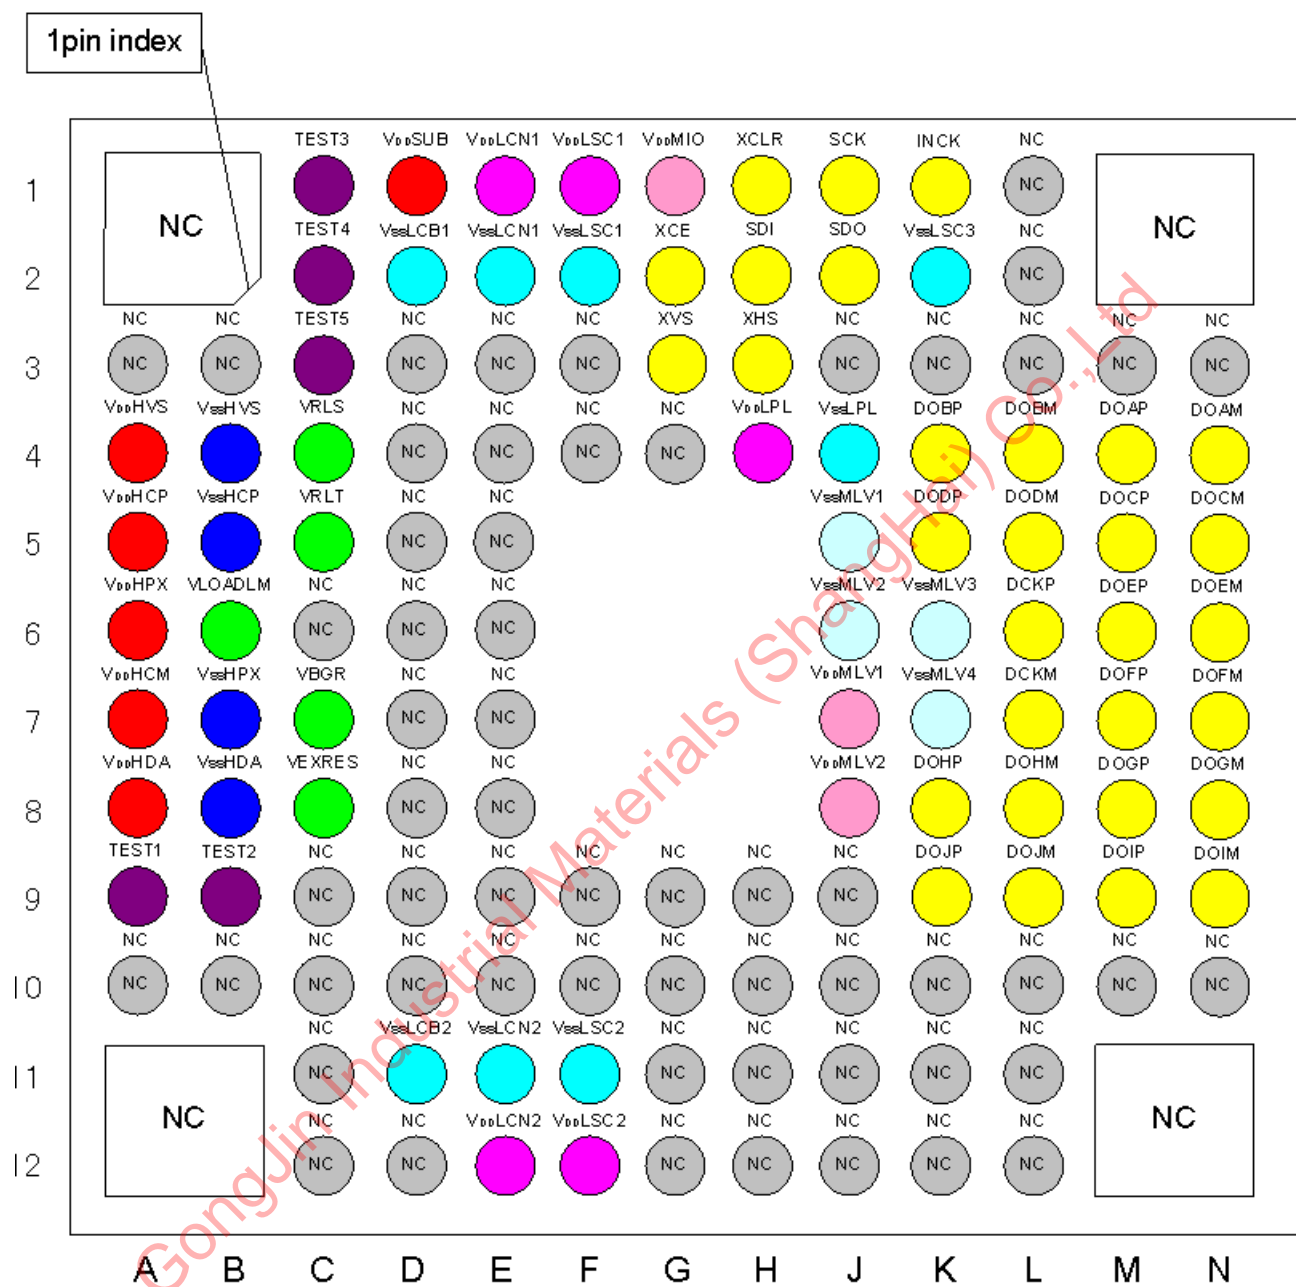 1pin index
TEST3 VDDSUB VDDLCN1 VDDLSC1 VDDMIO XCLR SCK INCK NC
1 NC NC NC
TEST4 VSSLCB1 VSSLCN1 VSSLSC1 XCE SDI SDO VSSLSC3 NC
2 NC
NC NC TEST5 NC NC NC XVS XHS NC NC NC NC NC
3 NC NC NC NC NC NC NC NC NC NC
VDDHVS VSSHVS VRLS NC NC NC NC VDDLPL VSSLPL DOBP DOBM DOAP DOAM
4 NC NC NC NC
VDDHCP VSSHCP VRLT NC NC VSSMLV1 DODP DODM DOCP DOCM
5 NC NC
VDDHPX VLOADLM NC NC NC VSSMLV2 VSSMLV3 DCKP DOEP DOEM
6 NC NC NC
VDDHCM VSSHPX VBGR NC NC VDDMLV1 VSSMLV4 DCKM DOFP DOFM
7 NC NC
VDDHDA VSSHDA VEXRES NC NC VDDMLV2 DOHP DOHM DOGP DOGM
8 NC NC
TEST1 TEST2 NC NC NC NC NC NC NC DOJP DOJM DOIP DOIM
9 NC NC NC NC NC NC NC
NC NC NC NC NC NC NC NC NC NC NC NC NC
10 NC NC NC NC NC NC NC NC NC NC NC NC NC
NC VSSLCB2 VSSLCN2 VSSLSC2 NC NC NC NC NC
11 NC NC NC NC NC NC
NC NC NC VDDLCN2 VDDLSC2 NC NC NC NC NC NC
12 NC NC NC NC NC NC NC
A B C D E F G H J K L M N
GongJin Industrial Materials (ShangHai) Co.,Ltd